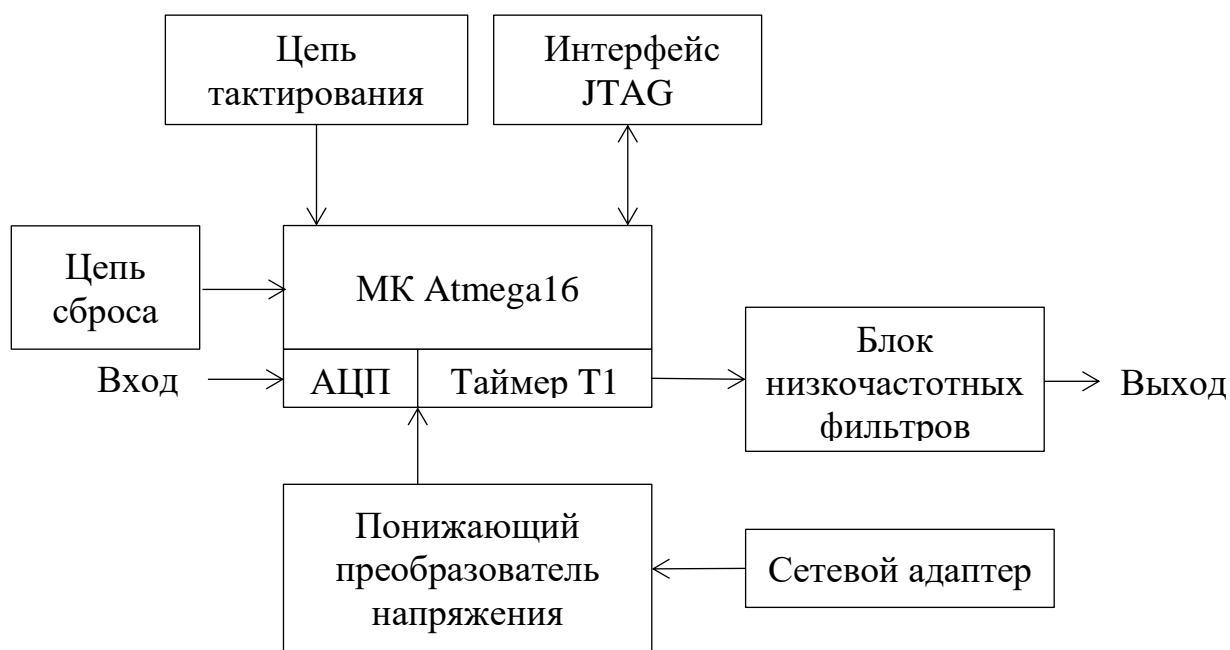 Цепь
тактирования
Интерфейс
JTAG
Цепь
сброса
МК Atmega16
Вход
АЦП
Таймер Т1
Блок
низкочастотных
фильтров
Выход
Понижающий
преобразователь
напряжения
Сетевой адаптер